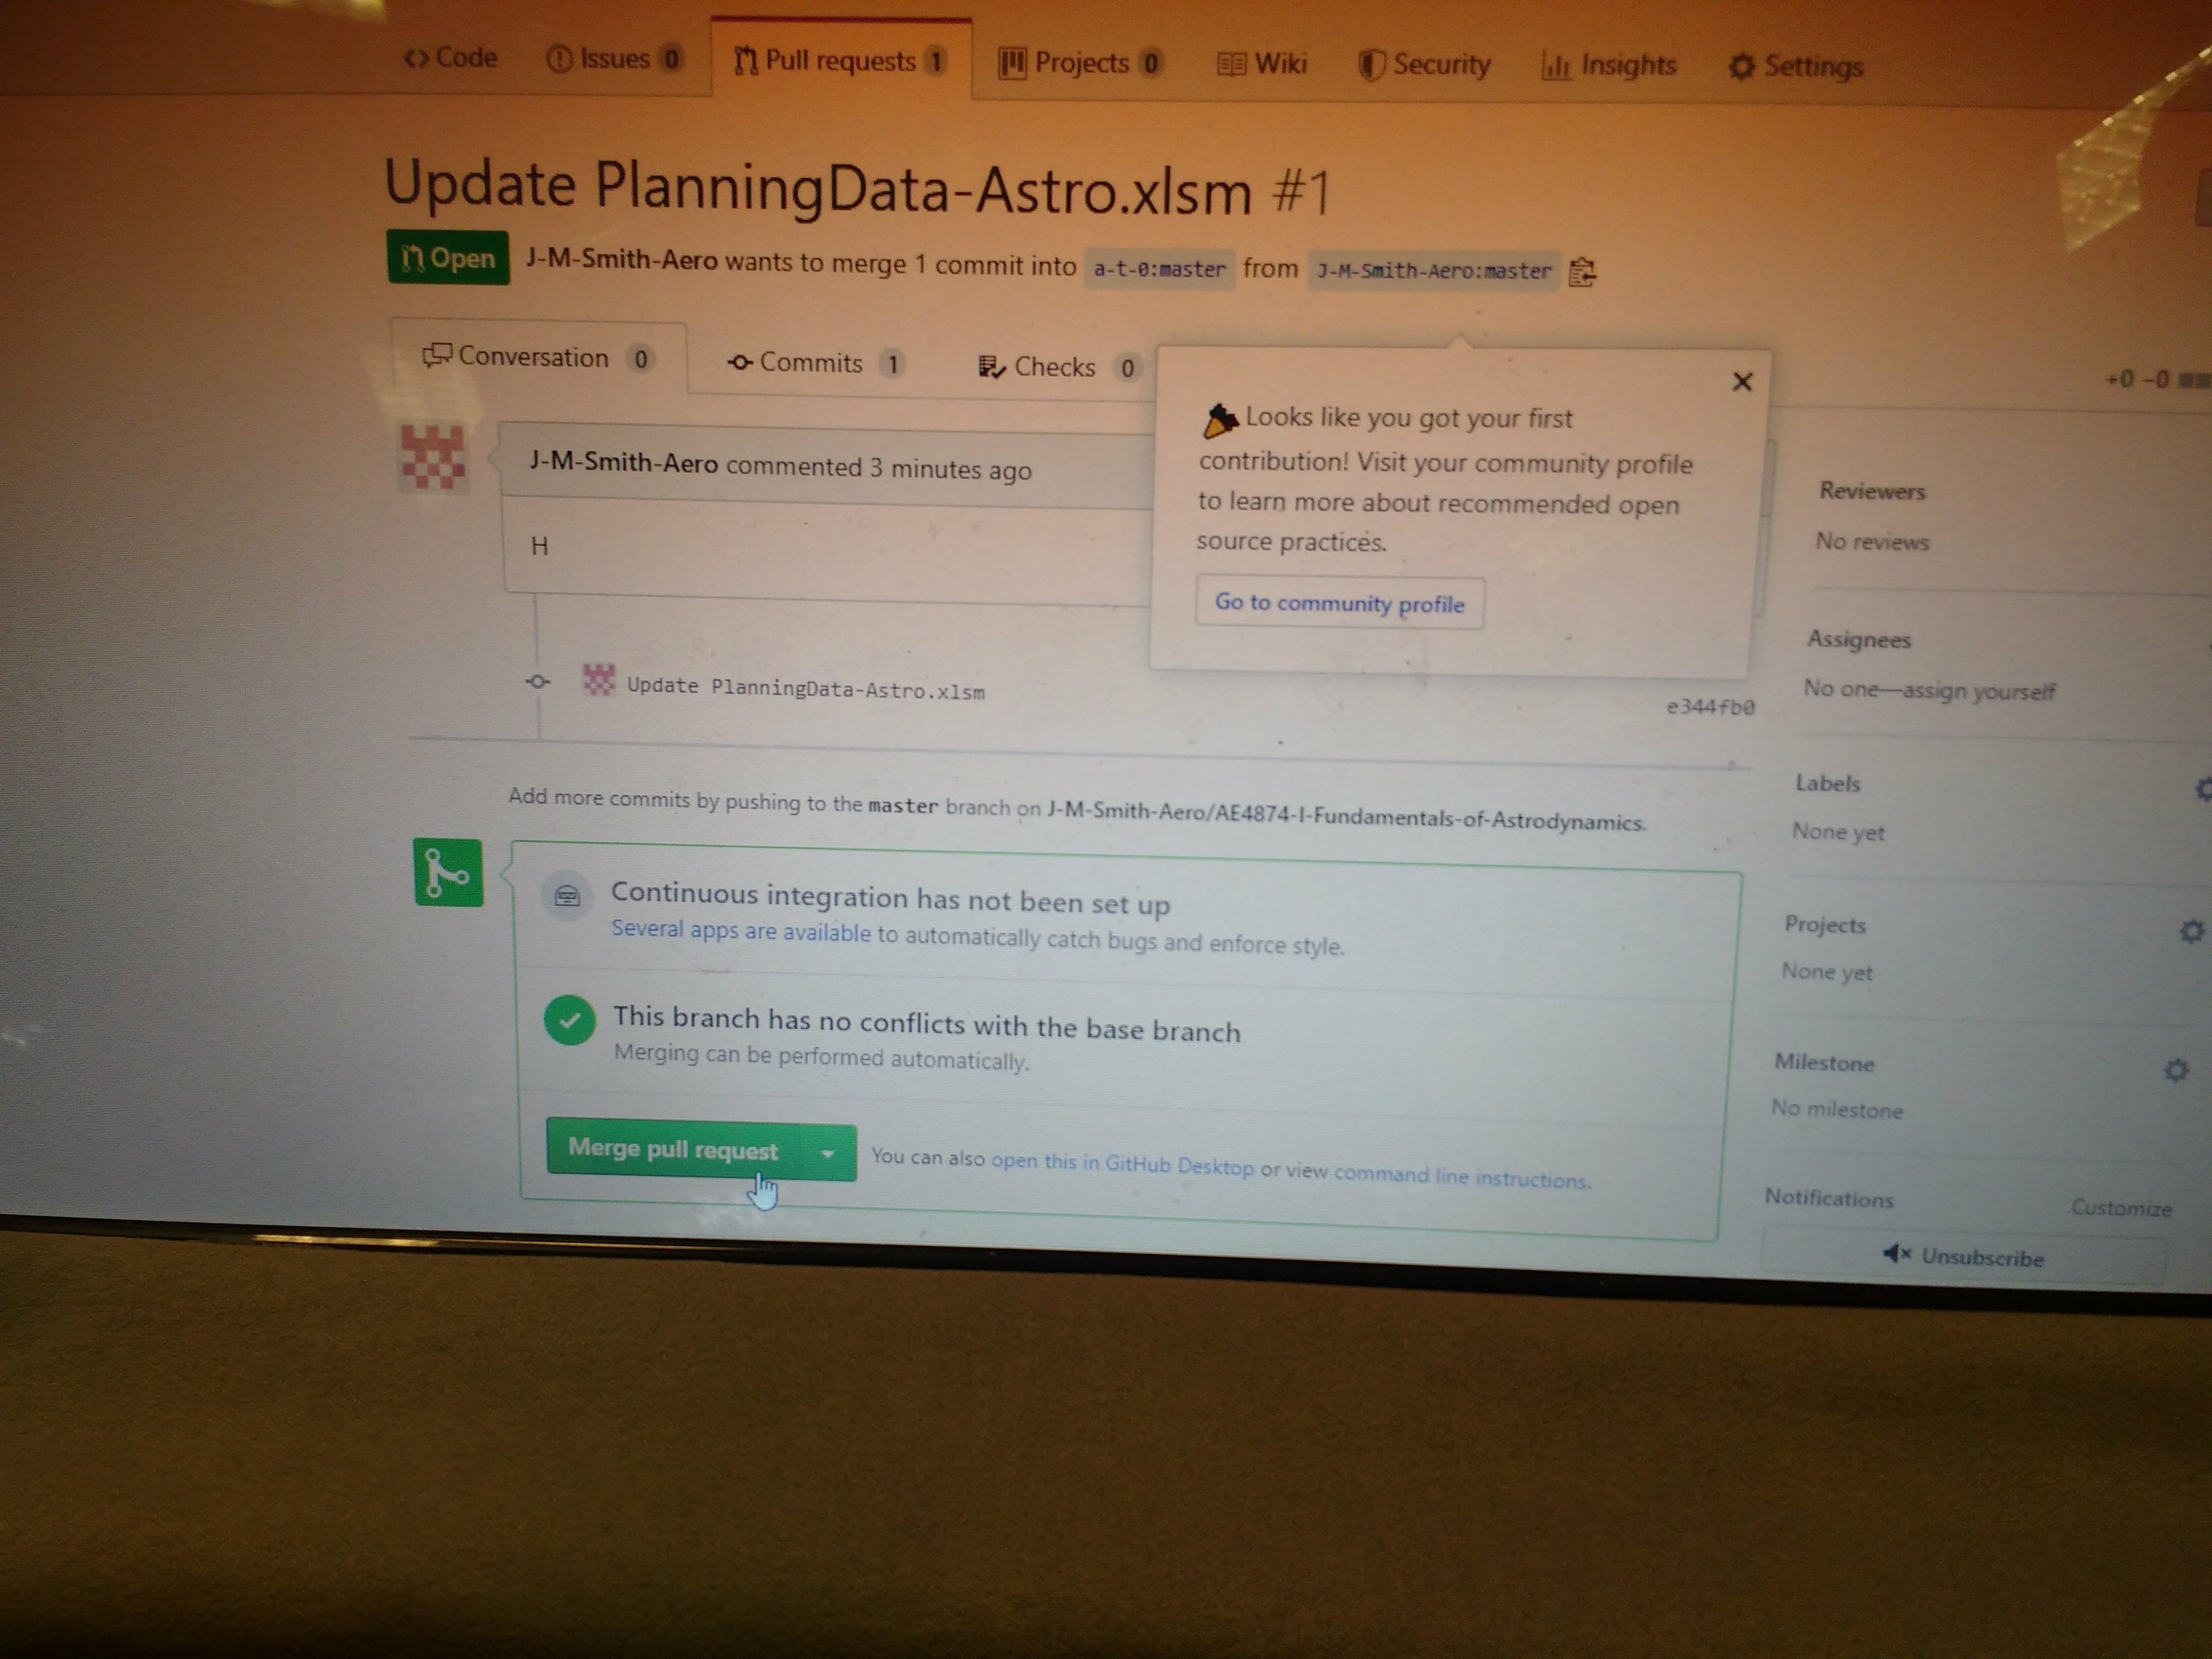 Code Issues 0 Pull requests 1 Projects 0 Wiki Security Insights Settings
Update PlanningData-Astro.xlsm #1
Open J-M-Smith-Aero wants to merge 1 commit into a-t-0:master from J-M-Smith-Aero:master
Conversation 0 Commits 1 Checks 0
+0 −0
Looks like you got your first
contribution! Visit your community profile
to learn more about recommended open
source practices.
Go to community profile
J-M-Smith-Aero commented 3 minutes ago
H
Update PlanningData-Astro.xlsm
e344fb0
Add more commits by pushing to the master branch on J-M-Smith-Aero/AE4874-I-Fundamentals-of-Astrodynamics.
Continuous integration has not been set up
Several apps are available to automatically catch bugs and enforce style.
This branch has no conflicts with the base branch
Merging can be performed automatically.
Merge pull request
You can also open this in GitHub Desktop or view command line instructions.
Reviewers
No reviews
Assignees
No one—assign yourself
Labels
None yet
Projects
None yet
Milestone
No milestone
Notifications Customize
Unsubscribe